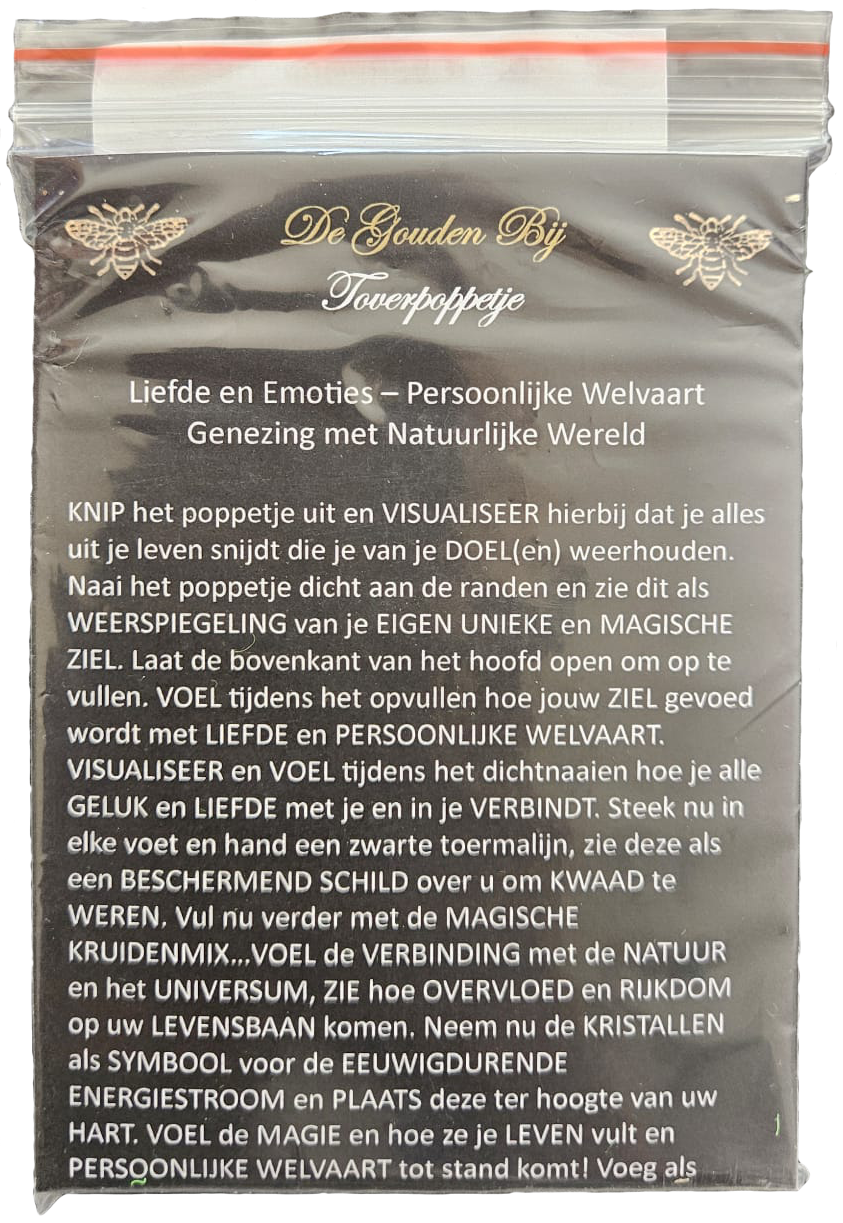 De Gouden Bij
Toverpoppetje
Liefde en Emoties – Persoonlijke Welvaart
Genezing met Natuurlijke Wereld
KNIP het poppetje uit en VISUALISEER hierbij dat je alles
uit je leven snijdt die je van je DOEL(en) weerhouden.
Naai het poppetje dicht aan de randen en zie dit als
WEERSPIEGELING van je EIGEN UNIEKE en MAGISCHE
ZIEL. Laat de bovenkant van het hoofd open om op te
vullen. VOEL tijdens het opvullen hoe jouw ZIEL gevoed
wordt met LIEFDE en PERSOONLIJKE WELVAART.
VISUALISEER en VOEL tijdens het dichtnaaien hoe je alle
GELUK en LIEFDE met je en in je VERBINDT. Steek nu in
elke voet en hand een zwarte toermalijn, zie deze als
een BESCHERMEND SCHILD over u om KWAAD te
WEREN. Vul nu verder met de MAGISCHE
KRUIDENMIX...VOEL de VERBINDING met de NATUUR
en het UNIVERSUM, ZIE hoe OVERVLOED en RIJKDOM
op uw LEVENSBAAN komen. Neem nu de KRISTALLEN
als SYMBOOL voor de EEUWIGDURENDE
ENERGIESTROOM en PLAATS deze ter hoogte van uw
HART. VOEL de MAGIE en hoe ze je LEVEN vult en
PERSOONLIJKE WELVAART tot stand komt! Voeg als